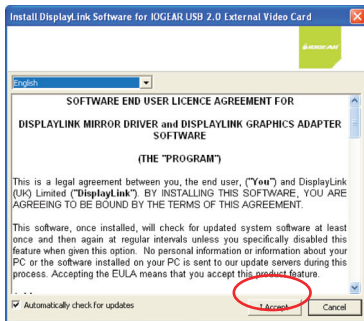 Install DisplayLink Software for IOGEAR USB 2.0 External Video Card
IOGEAR
English
SOFTWARE END USER LICENCE AGREEMENT FOR
DISPLAYLINK MIRROR DRIVER and DISPLAYLINK GRAPHICS ADAPTER
SOFTWARE
(THE "PROGRAM")
This is a legal agreement between you, the end user, ("You") and DisplayLink
(UK) Limited ("DisplayLink"). BY INSTALLING THIS SOFTWARE, YOU ARE
AGREEING TO BE BOUND BY THE TERMS OF THIS AGREEMENT.
This software, once installed, will check for updated system software at least
once and then again at regular intervals unless you specifically disabled this
feature when given this option. No personal information or information about your
PC or the software installed on your PC is sent to our update servers during this
process. Accepting the EULA means that you accept this product feature.
Automatically check for updates
I Accept
Cancel